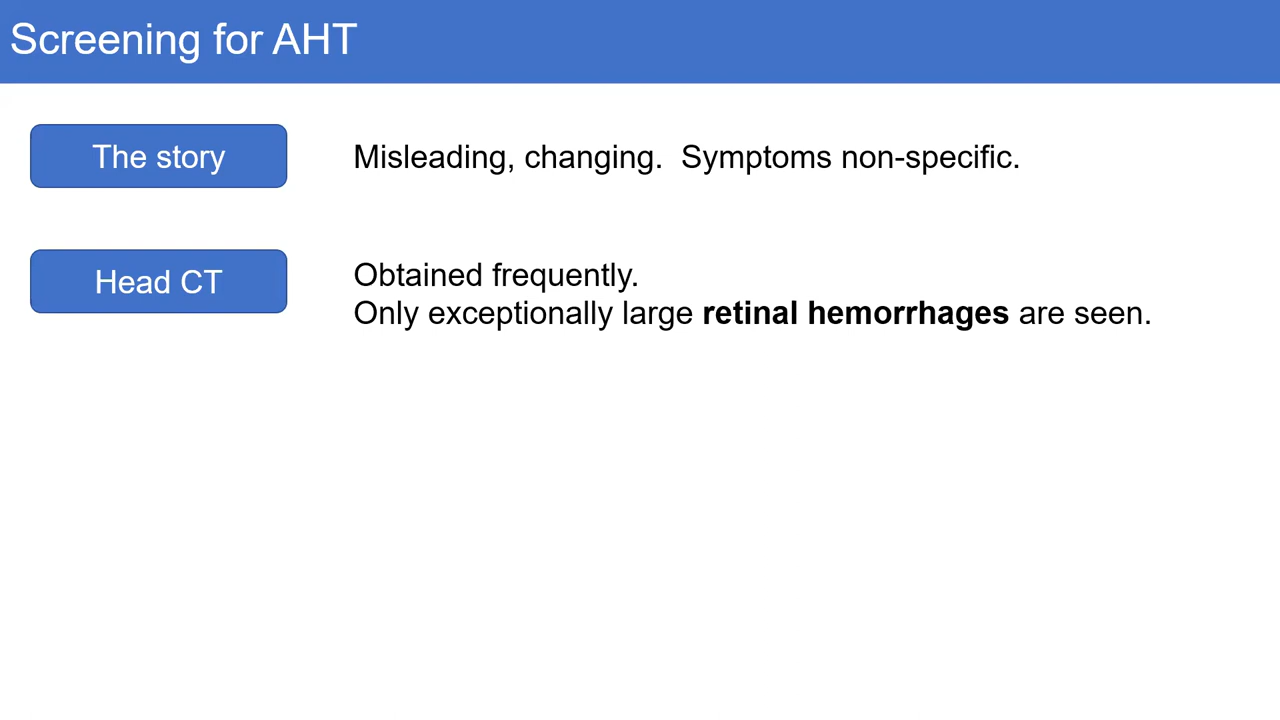 Screening for AHT
The story
Misleading, changing.  Symptoms non-specific.
Head CT
Obtained frequently.
Only exceptionally large retinal hemorrhages are seen.